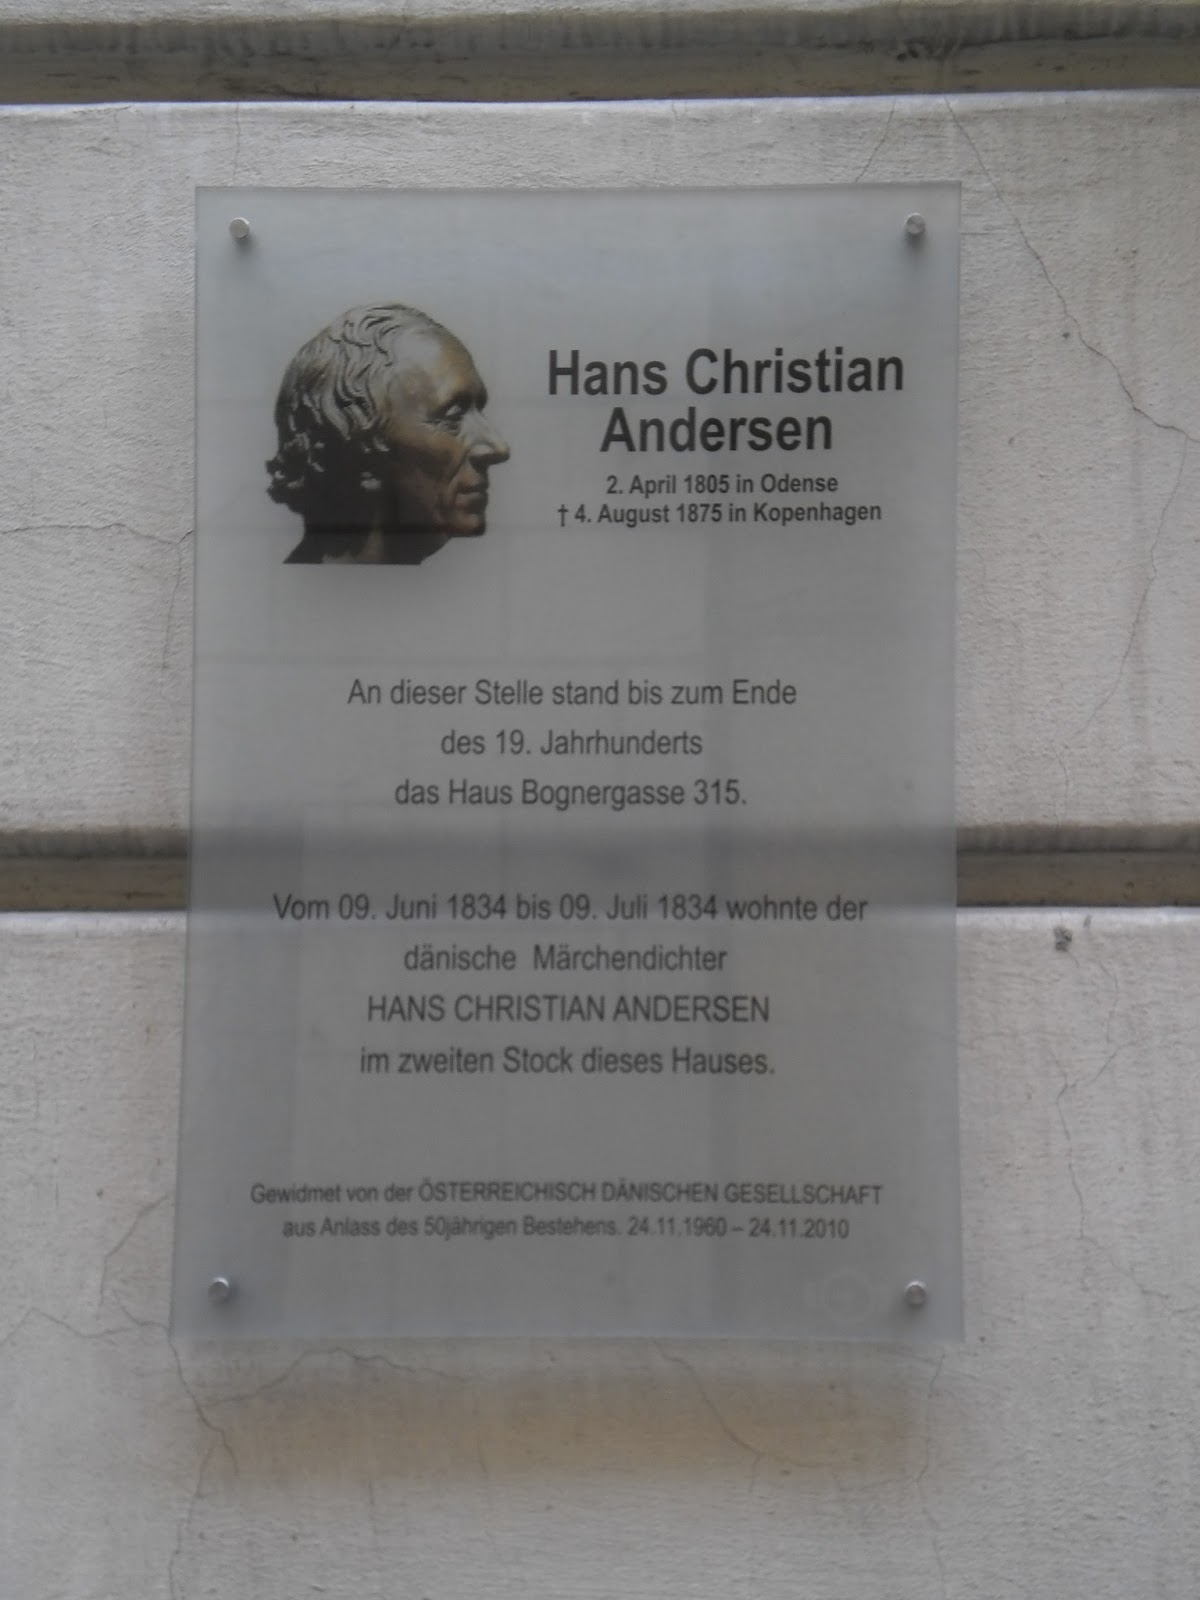 Hans Christian
Andersen
2. April 1805 in Odense
† 4. August 1875 in Kopenhagen
An dieser Stelle stand bis zum Ende
des 19. Jahrhunderts
das Haus Bognergasse 315.
Vom 09. Juni 1834 bis 09. Juli 1834 wohnte der
dänische Märchendichter
HANS CHRISTIAN ANDERSEN
im zweiten Stock dieses Hauses.
Gewidmet von der ÖSTERREICHISCH DÄNISCHEN GESELLSCHAFT
aus Anlass des 50jährigen Bestehens. 24.11.1960 – 24.11.2010